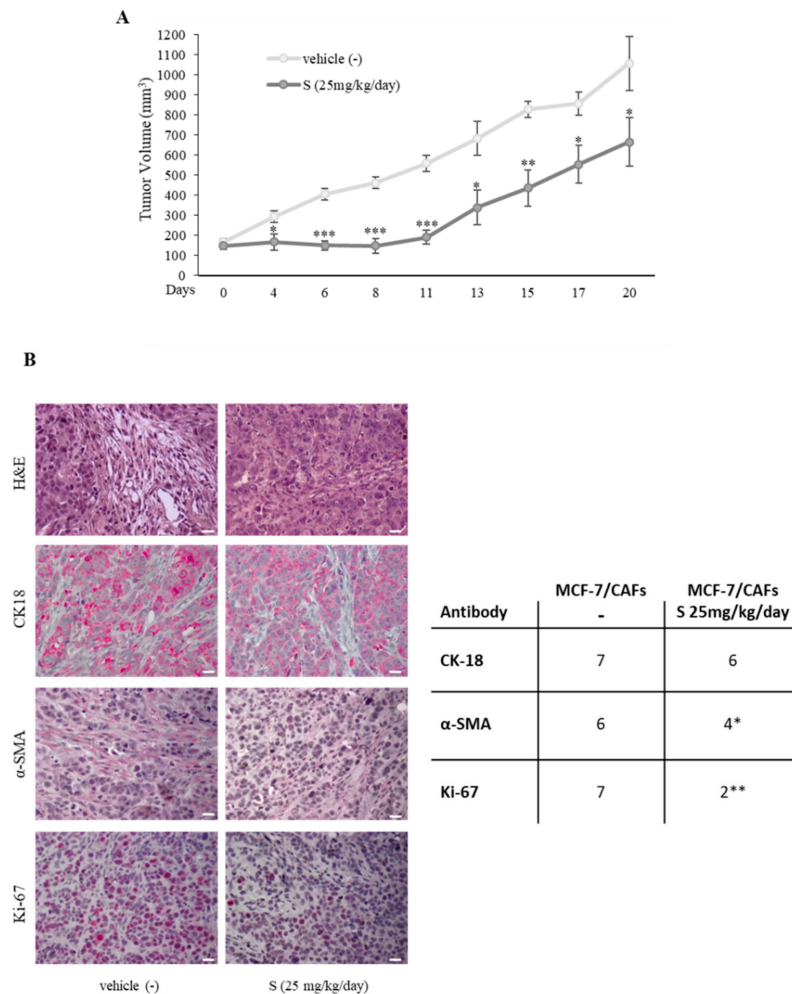 A
vehicle (-)
S (25mg/kg/day)
Tumor Volume (mm³)
1200
1100
1000
900
800
700
600
500
400
300
200
100
0
* *** *** *** * ** * *
Days 0 4 6 8 11 13 15 17 20
B
H&E
CK18
α-SMA
Ki-67
vehicle (-) S (25 mg/kg/day)
MCF-7/CAFs MCF-7/CAFs
Antibody - S 25mg/kg/day
CK-18 7 6
α-SMA 6 4*
Ki-67 7 2**